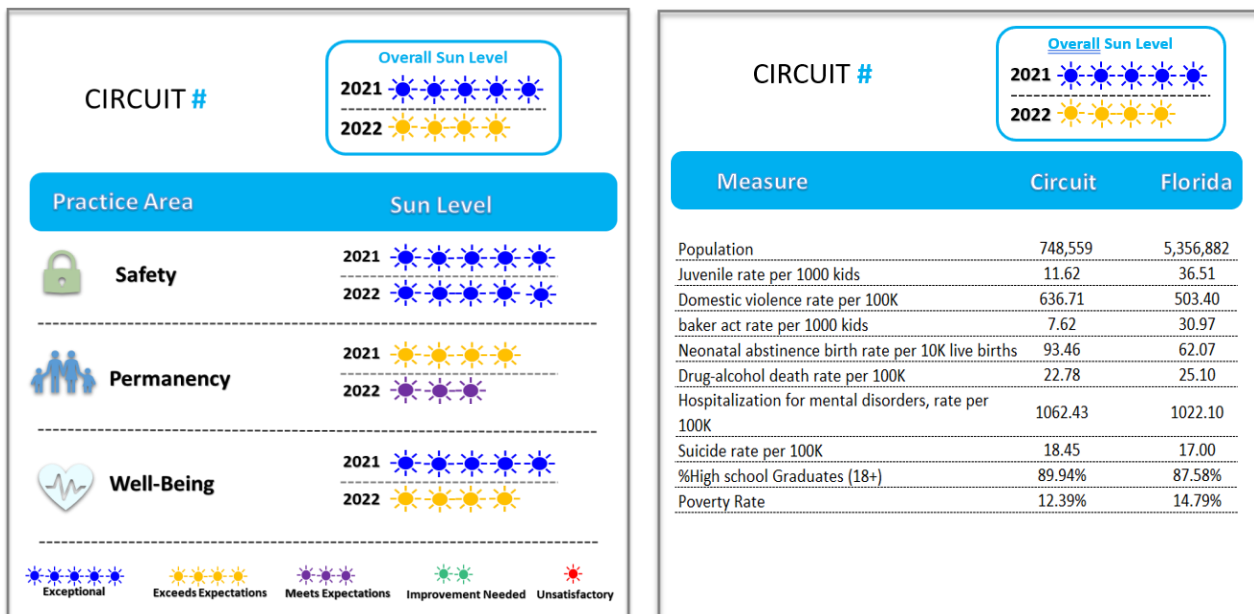 CIRCUIT #
Overall Sun Level
2021
2022
Practice Area Sun Level
Safety
2021
2022
Permanency
2021
2022
Well-Being
2021
2022
Exceptional Exceeds Expectations Meets Expectations Improvement Needed Unsatisfactory
CIRCUIT #
Overall Sun Level
2021
2022
Measure Circuit Florida
Population 748,559 5,356,882
Juvenile rate per 1000 kids 11.62 36.51
Domestic violence rate per 100K 636.71 503.40
baker act rate per 1000 kids 7.62 30.97
Neonatal abstinence birth rate per 10K live births 93.46 62.07
Drug-alcohol death rate per 100K 22.78 25.10
Hospitalization for mental disorders, rate per
100K 1062.43 1022.10
Suicide rate per 100K 18.45 17.00
%High school Graduates (18+) 89.94% 87.58%
Poverty Rate 12.39% 14.79%